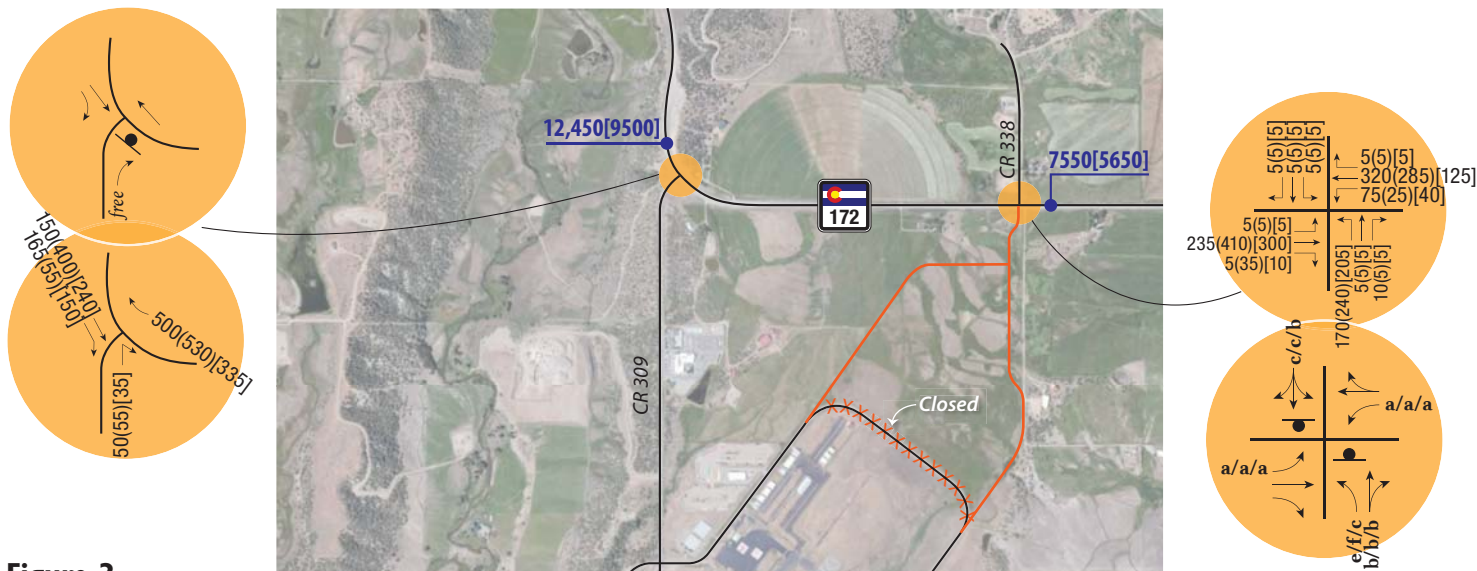 free
150(400)[240]
165(55)[150]
500(530)[335]
50(55)[35]
12,450[9500]
CR 309
172
Closed
CR 338
7550[5650]
5(5)[5]
5(5)[5]
5(5)[5]
5(5)[5]
320(285)[125]
75(25)[40]
5(5)[5]
235(410)[300]
5(35)[10]
170(240)[205]
5(5)[5]
10(5)[5]
c/c/b
a/a/a
a/a/a
e/f/c
b/b/b